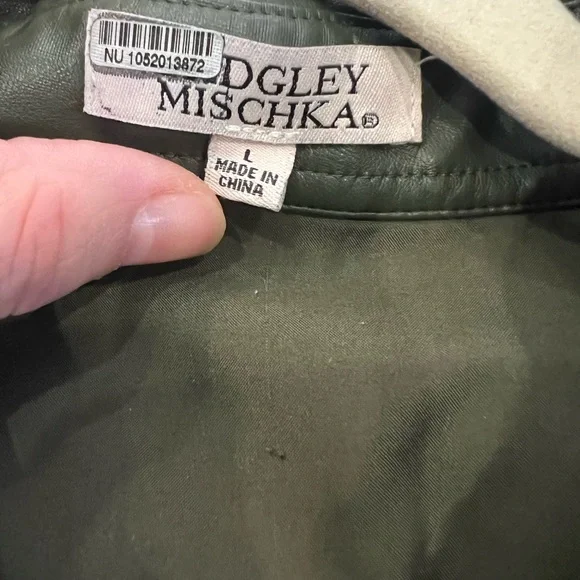 NU 1052013872
DGLEY
MISCHKA®
L
MADE IN
CHINA